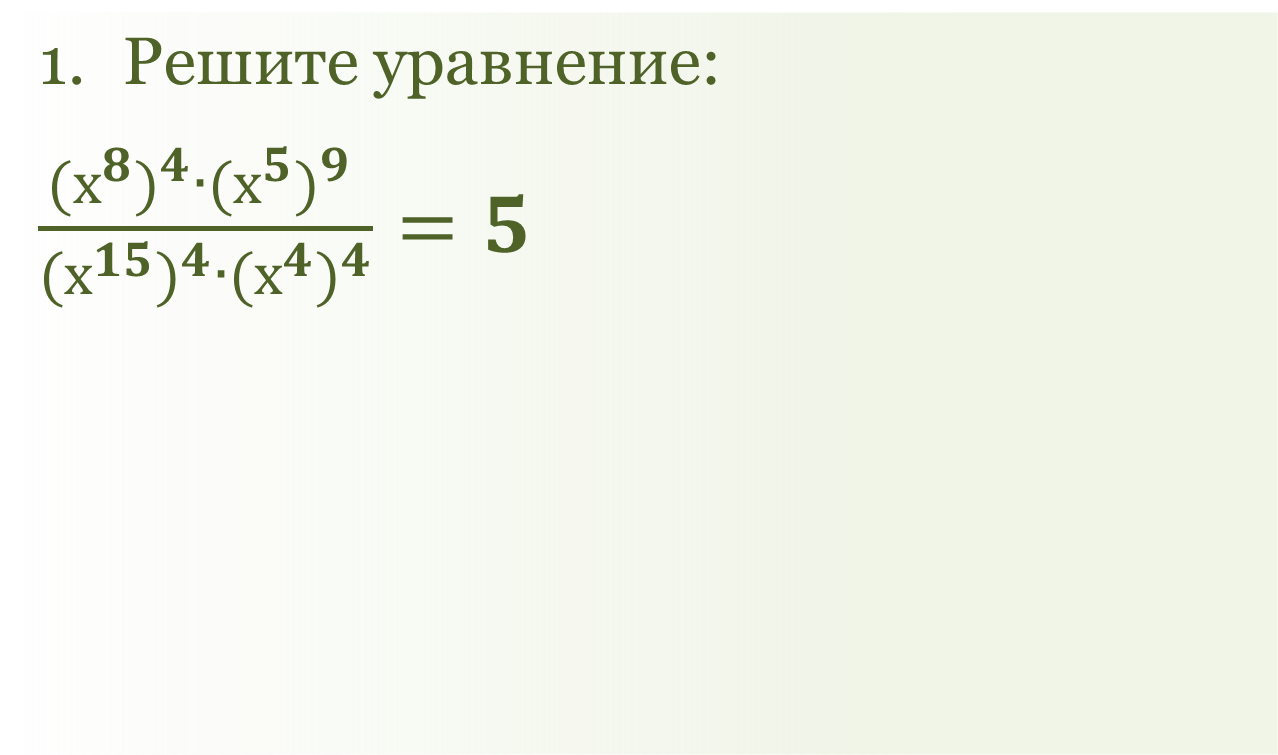 1. Решите уравнение:
(x⁸)⁴·(x⁵)⁹
(x¹⁵)⁴·(x⁴)⁴ = 5